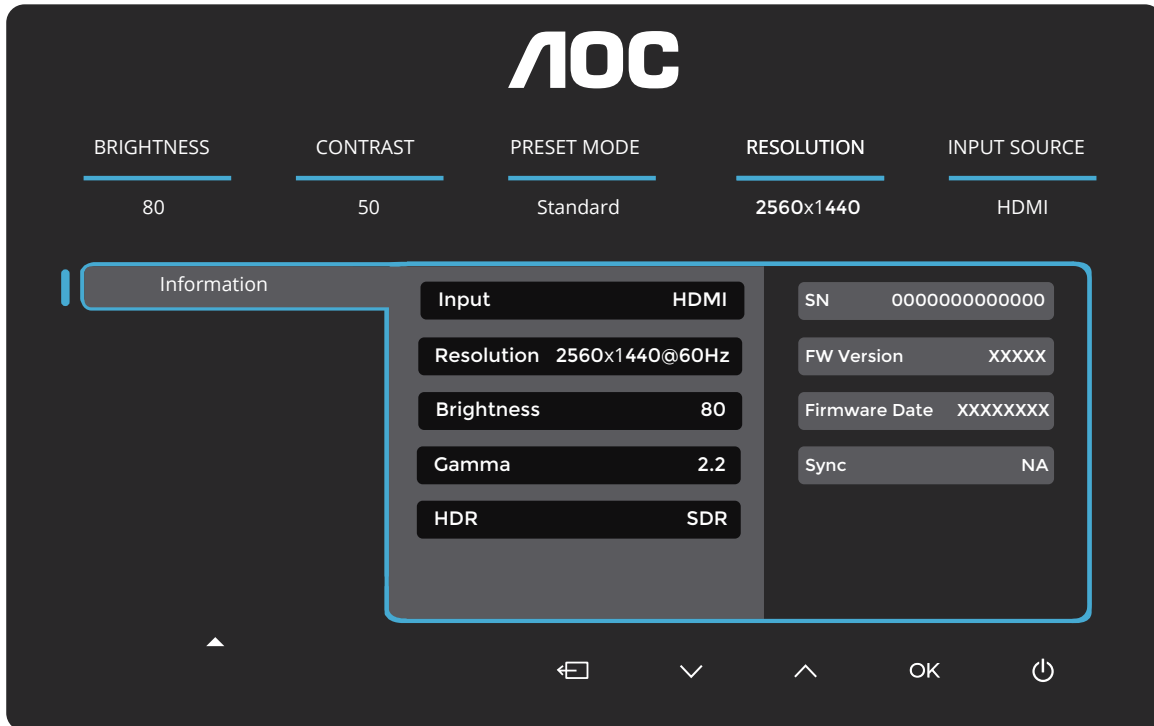 AOC
BRIGHTNESS CONTRAST PRESET MODE RESOLUTION INPUT SOURCE
80 50 Standard 2560x1440 HDMI
Information
Input HDMI
Resolution 2560x1440@60Hz
Brightness 80
Gamma 2.2
HDR SDR
SN 0000000000000
FW Version XXXXX
Firmware Date XXXXXXXX
Sync NA
OK